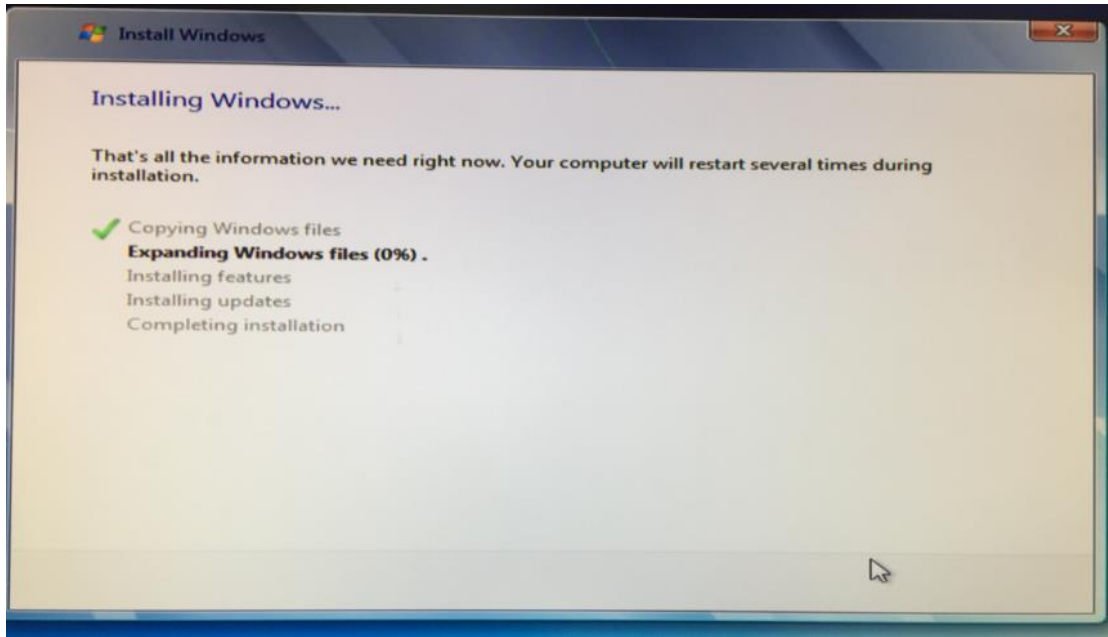 Install Windows
Installing Windows...
That's all the information we need right now. Your computer will restart several times during
installation.
Copying Windows files
Expanding Windows files (0%) .
Installing features
Installing updates
Completing installation